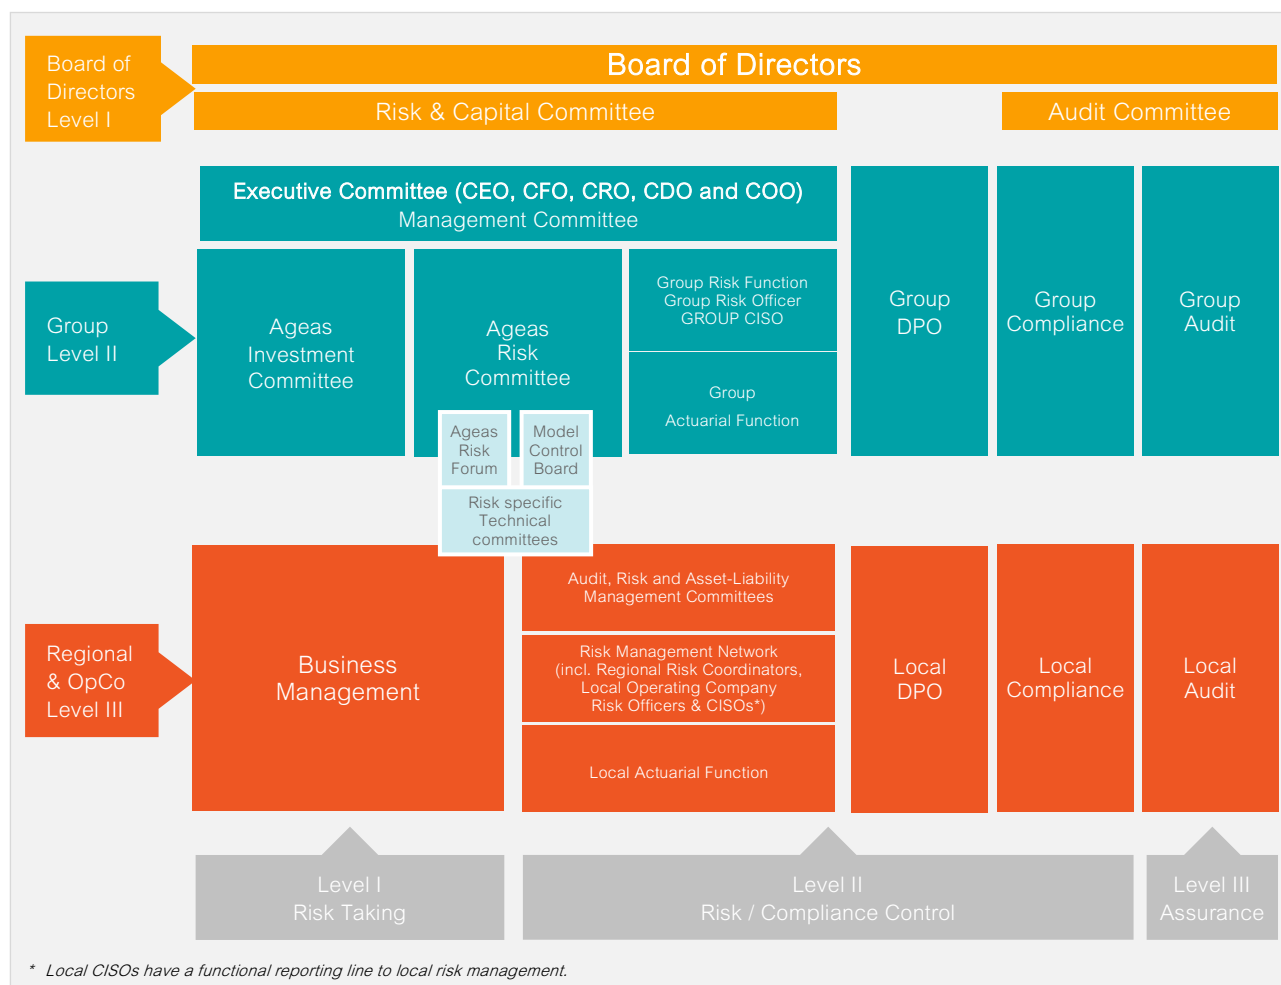 Board of
Directors
Level I
Board of Directors
Risk & Capital Committee
Audit Committee
Executive Committee (CEO, CFO, CRO, CDO and COO)
Management Committee
Group
Level II
Ageas
Investment
Committee
Ageas
Risk
Committee
Group Risk Function
Group Risk Officer
GROUP CISO
Group
Actuarial Function
Group
DPO
Group
Compliance
Group
Audit
Ageas
Risk
Forum
Model
Control
Board
Risk specific
Technical
committees
Regional
& OpCo
Level III
Business
Management
Audit, Risk and Asset-Liability
Management Committees
Risk Management Network
(incl. Regional Risk Coordinators,
Local Operating Company
Risk Officers & CISOs*)
Local Actuarial Function
Local
DPO
Local
Compliance
Local
Audit
Level I
Risk Taking
Level II
Risk / Compliance Control
Level III
Assurance
* Local CISOs have a functional reporting line to local risk management.